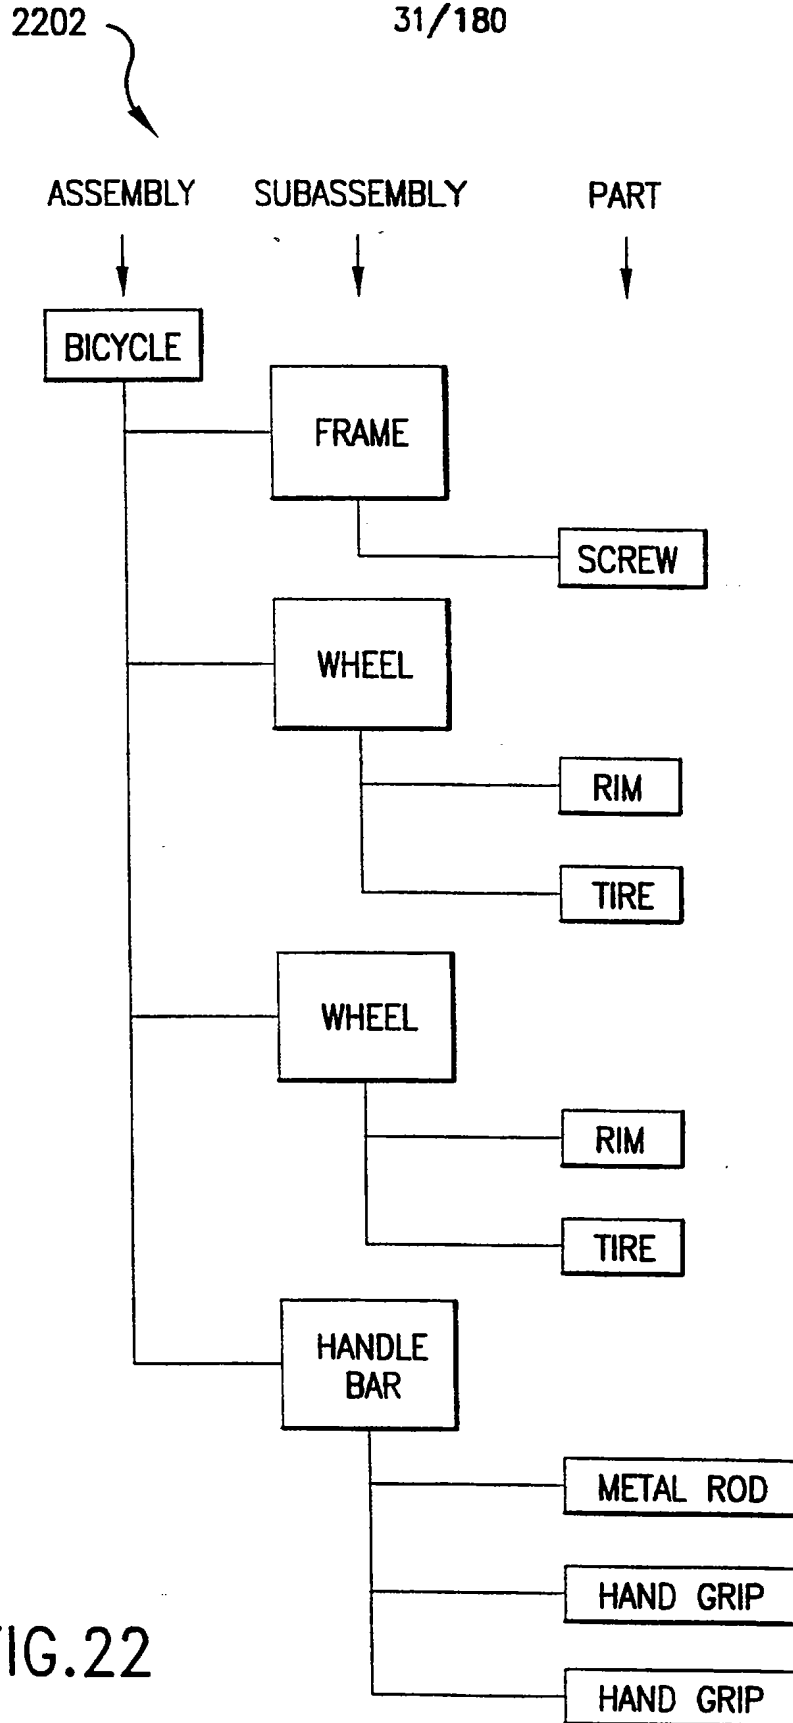 2202
31/180
ASSEMBLY SUBASSEMBLY PART
BICYCLE
FRAME
SCREW
WHEEL
RIM
TIRE
WHEEL
RIM
TIRE
HANDLE
BAR
METAL ROD
HAND GRIP
HAND GRIP
FIG.22